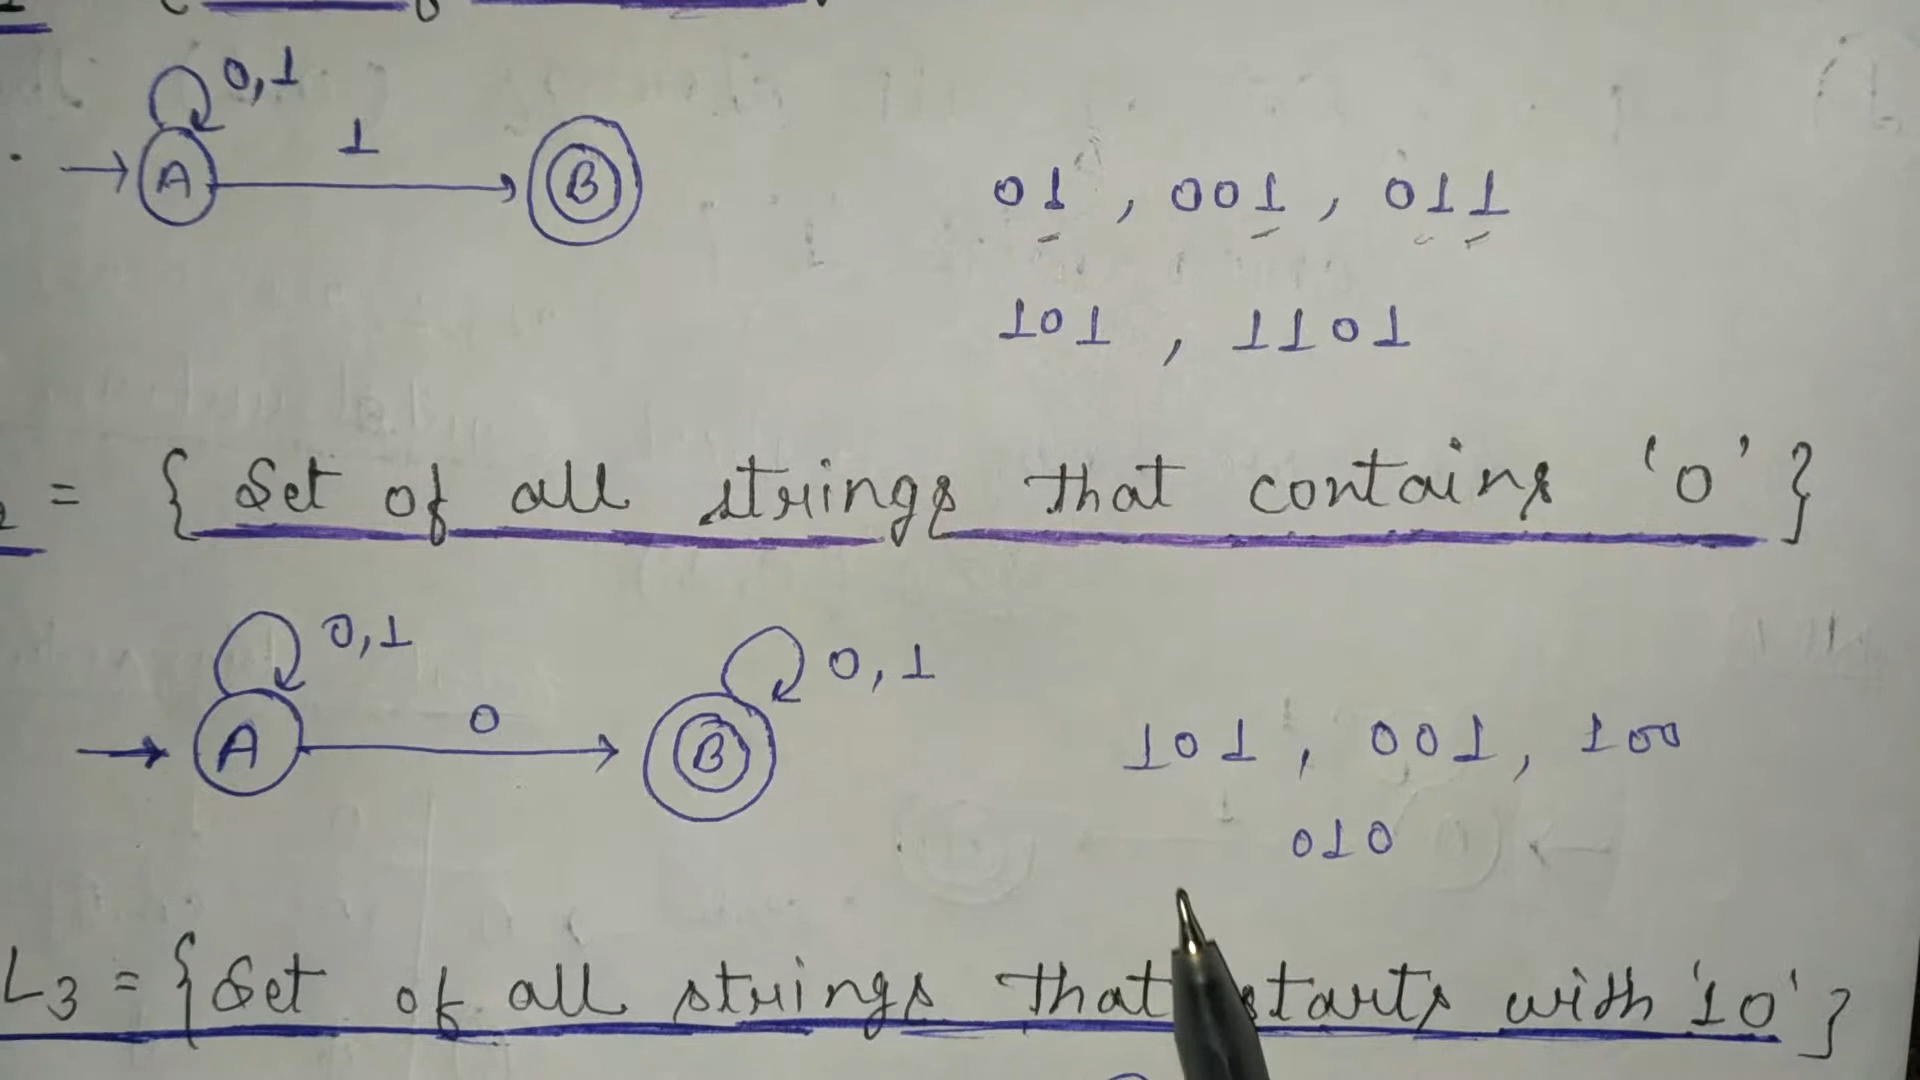 0,1
1
A
B
01 , 001 , 011
101 , 1101
= { Set of all strings that contains '0' }
0,1
0,1
0
A
B
101 , 001 , 100
010
L3 = { Set of all strings that starts with '10' }